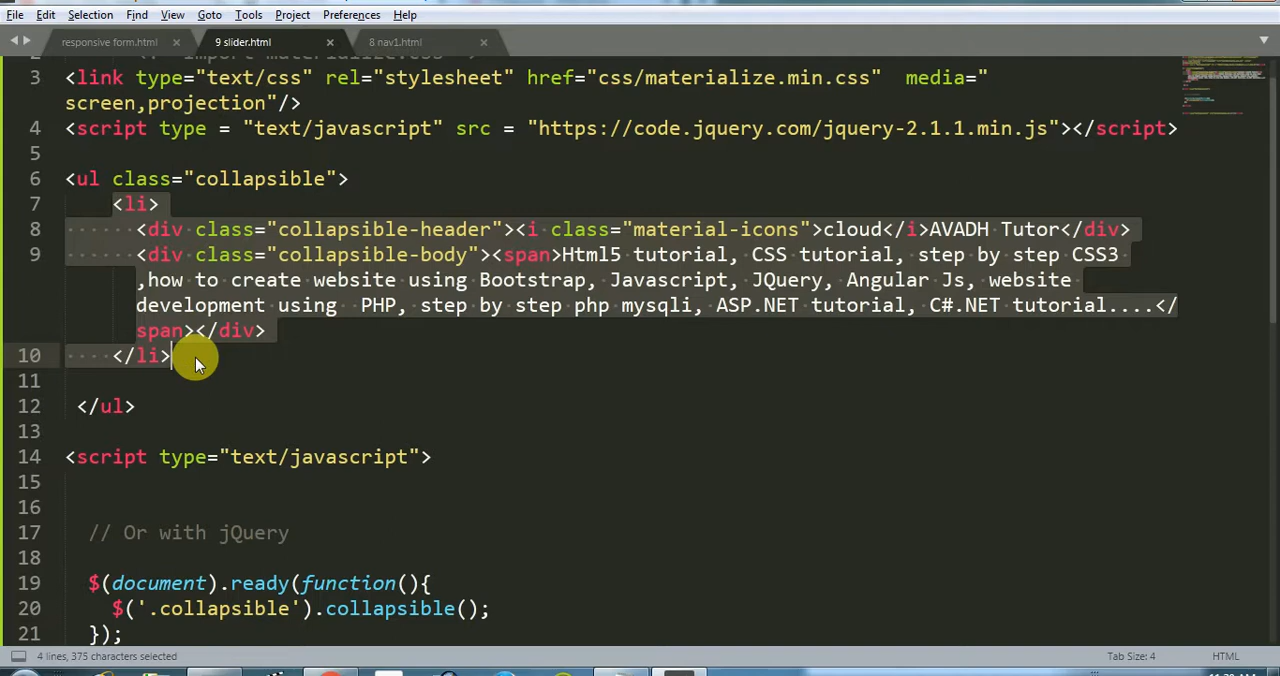 File Edit Selection Find View Goto Tools Project Preferences Help
responsive form.html × 9 slider.html × 8 nav1.html ×
2 <!--Import materialize.css-->
3 <link type="text/css" rel="stylesheet" href="css/materialize.min.css"  media="
screen,projection"/>
4 <script type = "text/javascript" src = "https://code.jquery.com/jquery-2.1.1.min.js"></script>
5
6 <ul class="collapsible">
7 <li>
8 <div class="collapsible-header"><i class="material-icons">cloud</i>AVADH Tutor</div>
9 <div class="collapsible-body"><span>Html5 tutorial, CSS tutorial, step by step CSS3
,how to create website using Bootstrap, Javascript, JQuery, Angular Js, website
development using  PHP, step by step php mysqli, ASP.NET tutorial, C#.NET tutorial....</
span></div>
10 </li>
11
12 </ul>
13
14 <script type="text/javascript">
15
16
17 // Or with jQuery
18
19 $(document).ready(function(){
20 $('.collapsible').collapsible();
21 });
4 lines, 375 characters selected Tab Size: 4 HTML